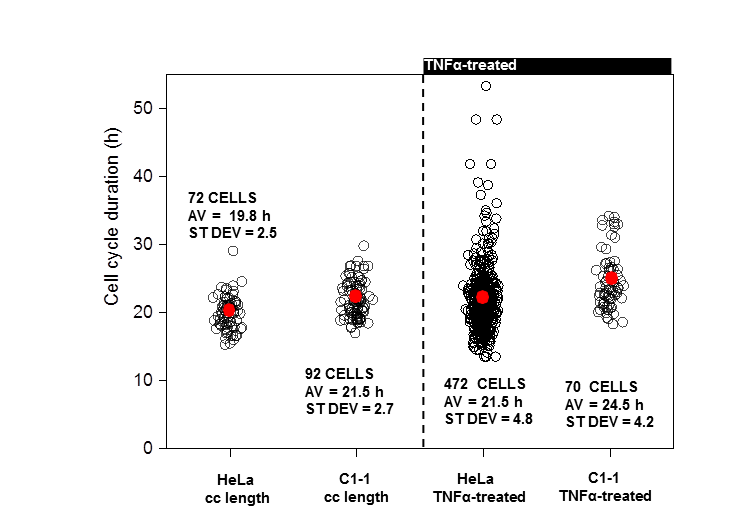 TNFα-treated
Cell cycle duration (h)
50
40
30
20
10
0
72 CELLS
AV = 19.8 h
ST DEV = 2.5
92 CELLS
AV = 21.5 h
ST DEV = 2.7
472 CELLS
AV = 21.5 h
ST DEV = 4.8
70 CELLS
AV = 24.5 h
ST DEV = 4.2
HeLa
cc length
C1-1
cc length
HeLa
TNFα-treated
C1-1
TNFα-treated